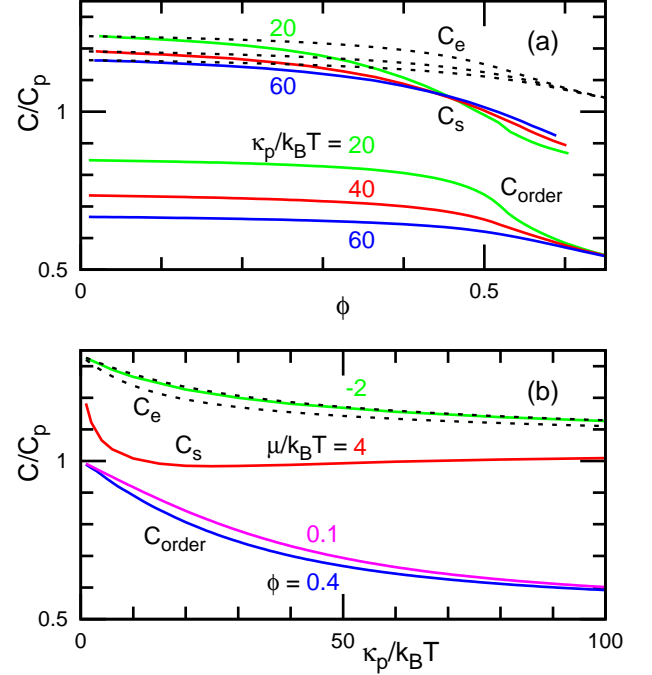 20
C_e
(a)
60
C_s
κ_p/k_BT = 20
C_order
40
60
1
0.5
C/C_p
0
0.5
φ
-2
(b)
C_e
C_s
μ/k_BT = 4
1
C_order
0.1
φ = 0.4
0.5
C/C_p
0
50
100
κ_p/k_BT